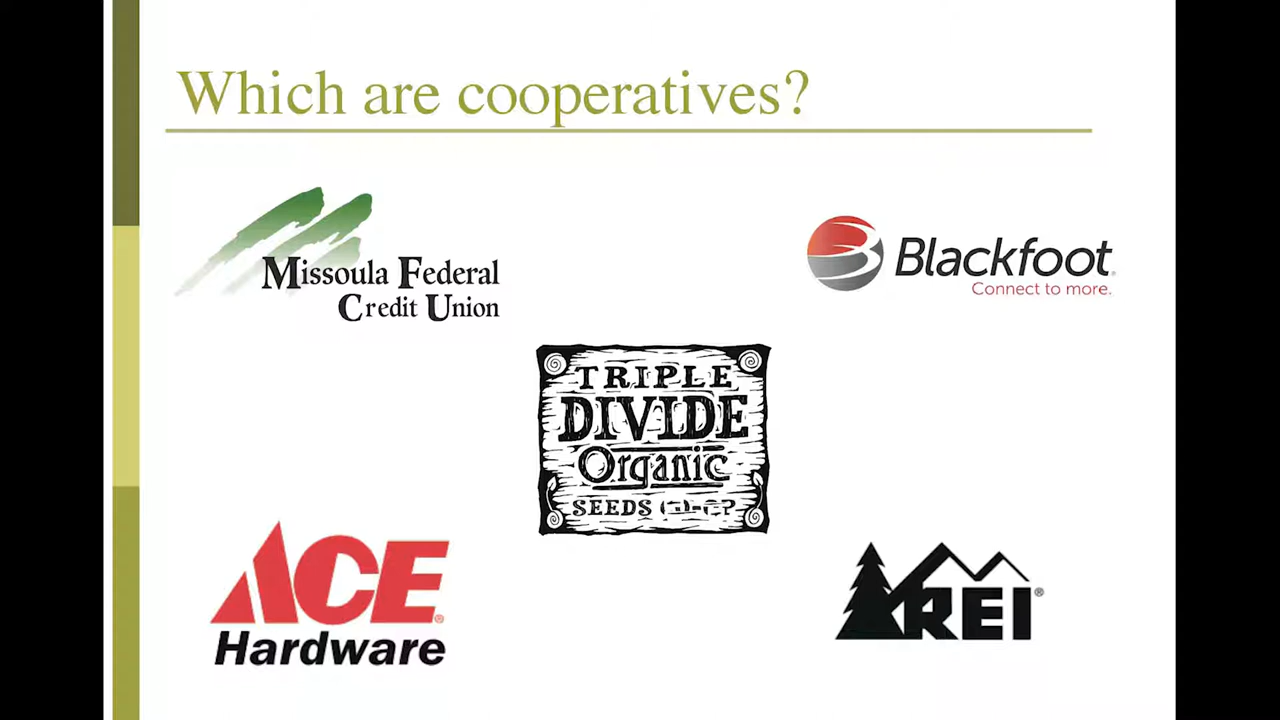 Which are cooperatives?
Missoula Federal
Credit Union
Blackfoot
Connect to more.
TRIPLE
DIVIDE
Organic
SEEDS
ACE
Hardware
REI